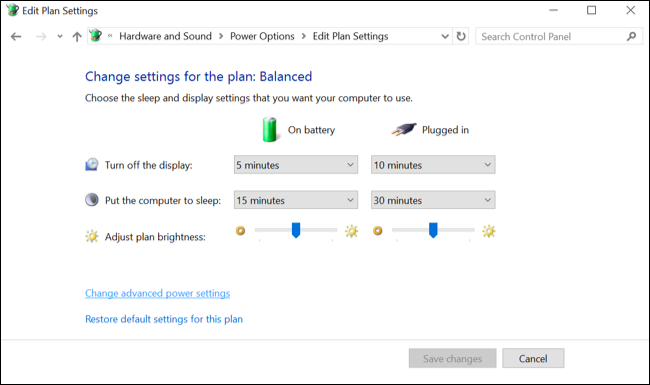 Edit Plan Settings
« Hardware and Sound > Power Options > Edit Plan Settings
Search Control Panel
Change settings for the plan: Balanced
Choose the sleep and display settings that you want your computer to use.
On battery Plugged in
Turn off the display: 5 minutes 10 minutes
Put the computer to sleep: 15 minutes 30 minutes
Adjust plan brightness:
Change advanced power settings
Restore default settings for this plan
Save changes Cancel